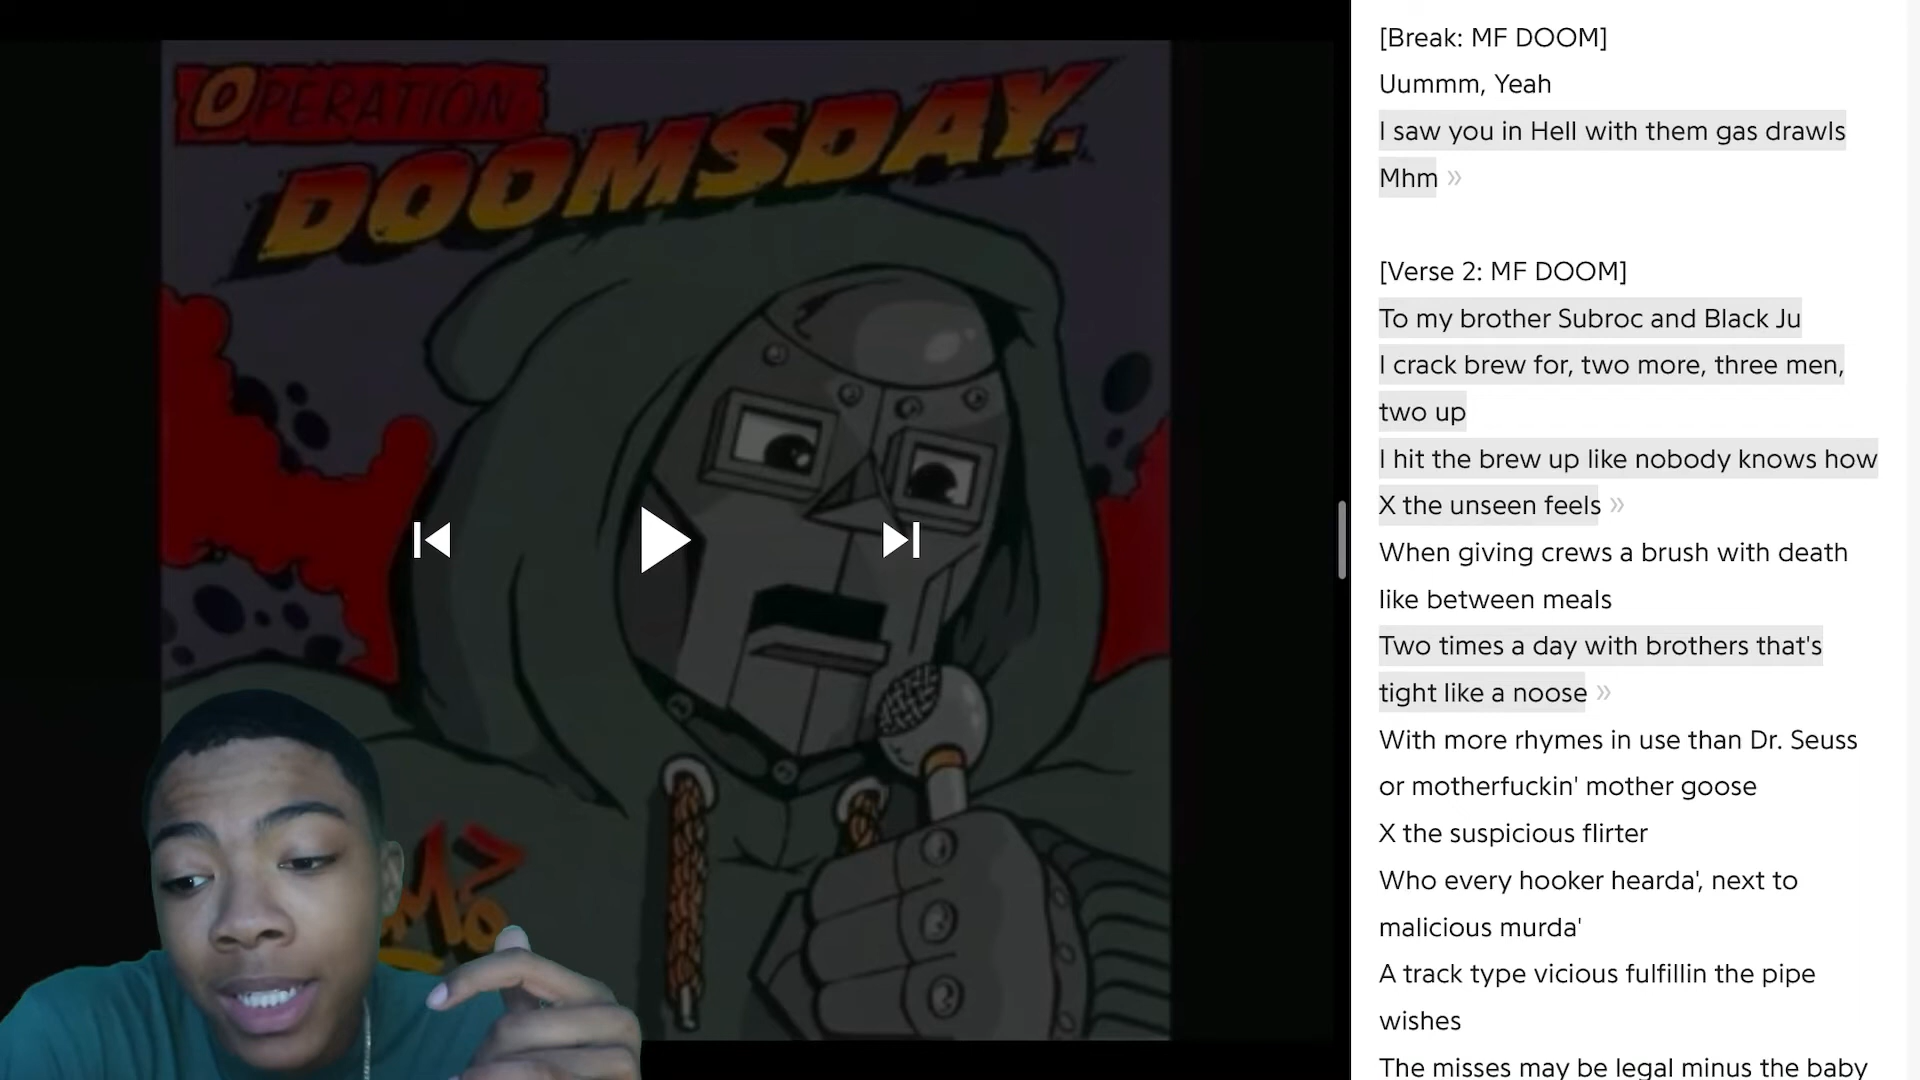 OPERATION
DOOMSDAY.
[Break: MF DOOM]
Uummm, Yeah
I saw you in Hell with them gas drawls
Mhm »
[Verse 2: MF DOOM]
To my brother Subroc and Black Ju
I crack brew for, two more, three men,
two up
I hit the brew up like nobody knows how
X the unseen feels »
When giving crews a brush with death
like between meals
Two times a day with brothers that's
tight like a noose »
With more rhymes in use than Dr. Seuss
or motherfuckin' mother goose
X the suspicious flirter
Who every hooker hearda', next to
malicious murda'
A track type vicious fulfillin the pipe
wishes
The misses may be legal minus the baby